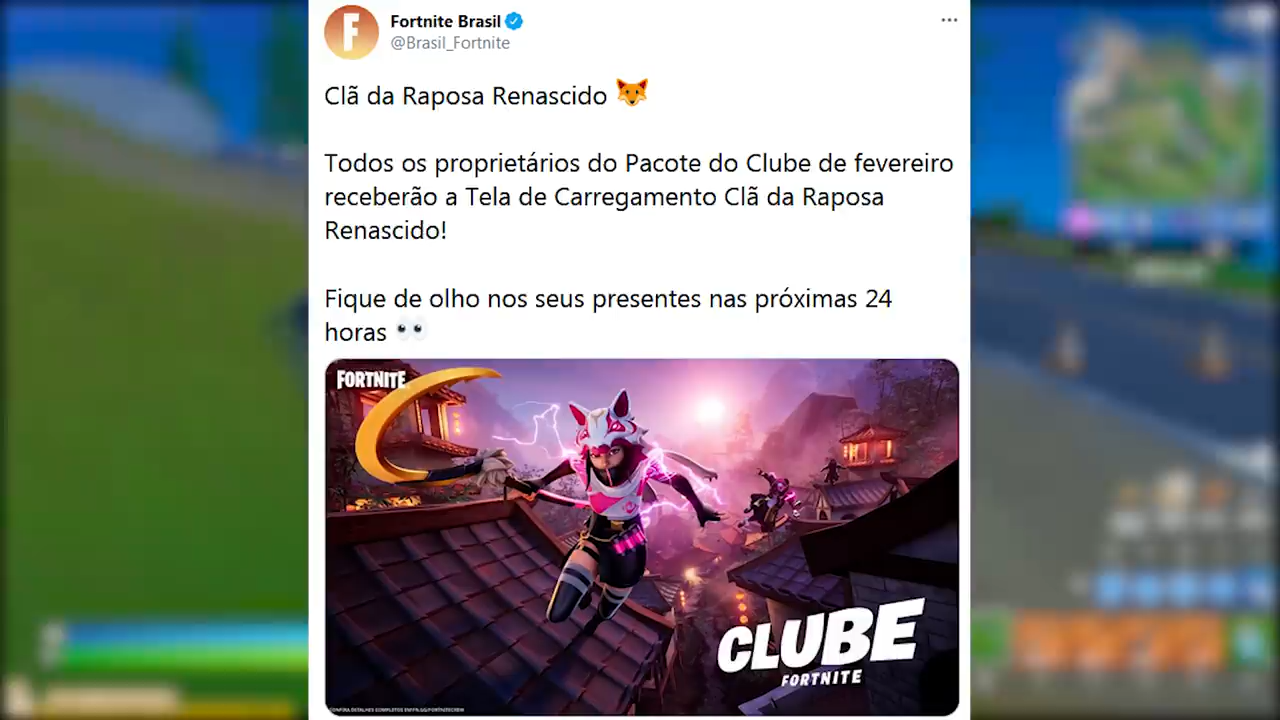 Fortnite Brasil
@Brasil_Fortnite
Clã da Raposa Renascido 🦊
Todos os proprietários do Pacote do Clube de fevereiro
receberão a Tela de Carregamento Clã da Raposa
Renascido!
Fique de olho nos seus presentes nas próximas 24
horas 👀
FORTNITE
CLUBE
FORTNITE